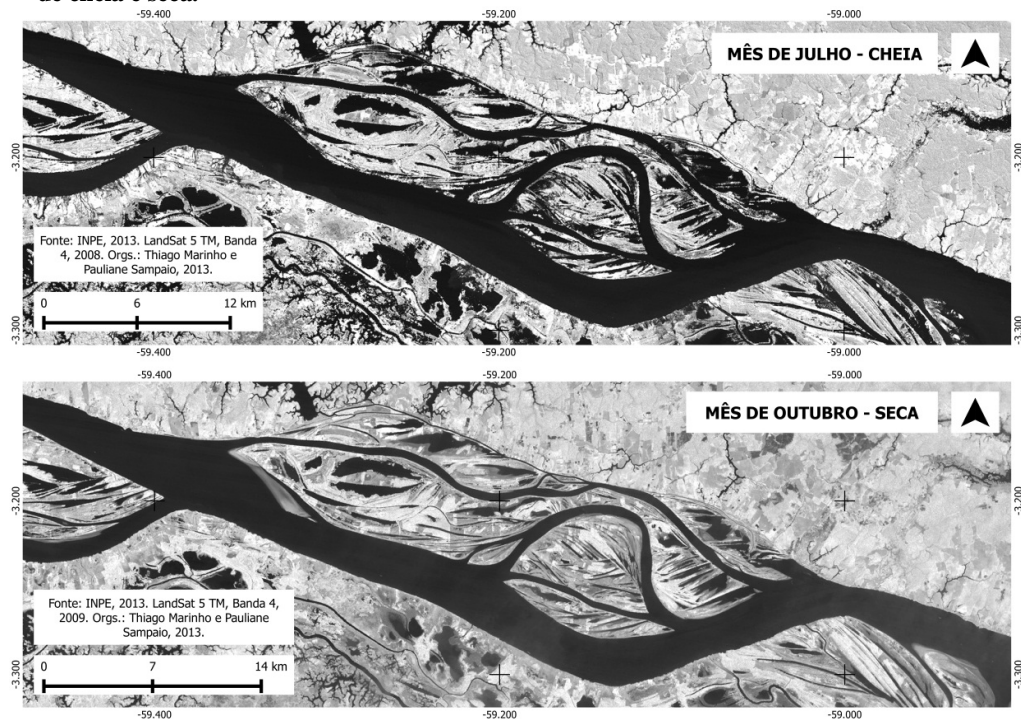 de cheia e seca
-59.400 -59.200 -59.000
MÊS DE JULHO - CHEIA
-3.200 -3.200
Fonte: INPE, 2013. LandSat 5 TM, Banda
4, 2008. Orgs.: Thiago Marinho e
Pauliane Sampaio, 2013.
0 6 12 km
-3.300 -3.300
-59.400 -59.200 -59.000
-59.400 -59.200 -59.000
MÊS DE OUTUBRO - SECA
-3.200 -3.200
Fonte: INPE, 2013. LandSat 5 TM, Banda 4,
2009. Orgs.: Thiago Marinho e Pauliane
Sampaio, 2013.
0 7 14 km
-3.300 -3.300
-59.400 -59.200 -59.000